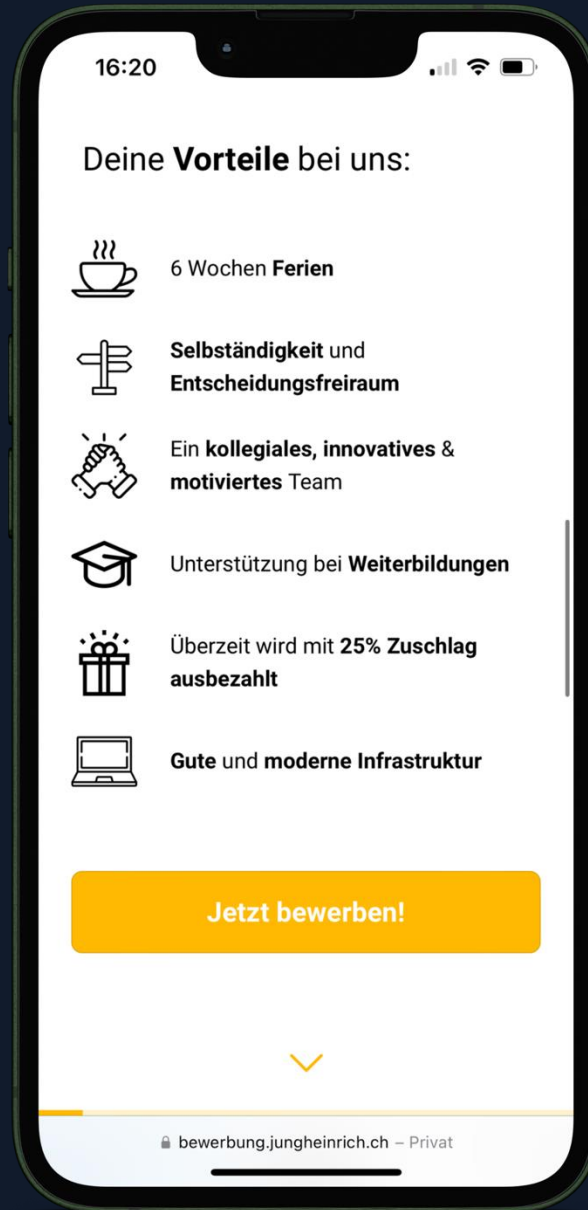 16:20
Deine Vorteile bei uns:
6 Wochen Ferien
Selbständigkeit und
Entscheidungsfreiraum
Ein kollegiales, innovatives &
motiviertes Team
Unterstützung bei Weiterbildungen
Überzeit wird mit 25% Zuschlag
ausbezahlt
Gute und moderne Infrastruktur
Jetzt bewerben!
bewerbung.jungheinrich.ch – Privat